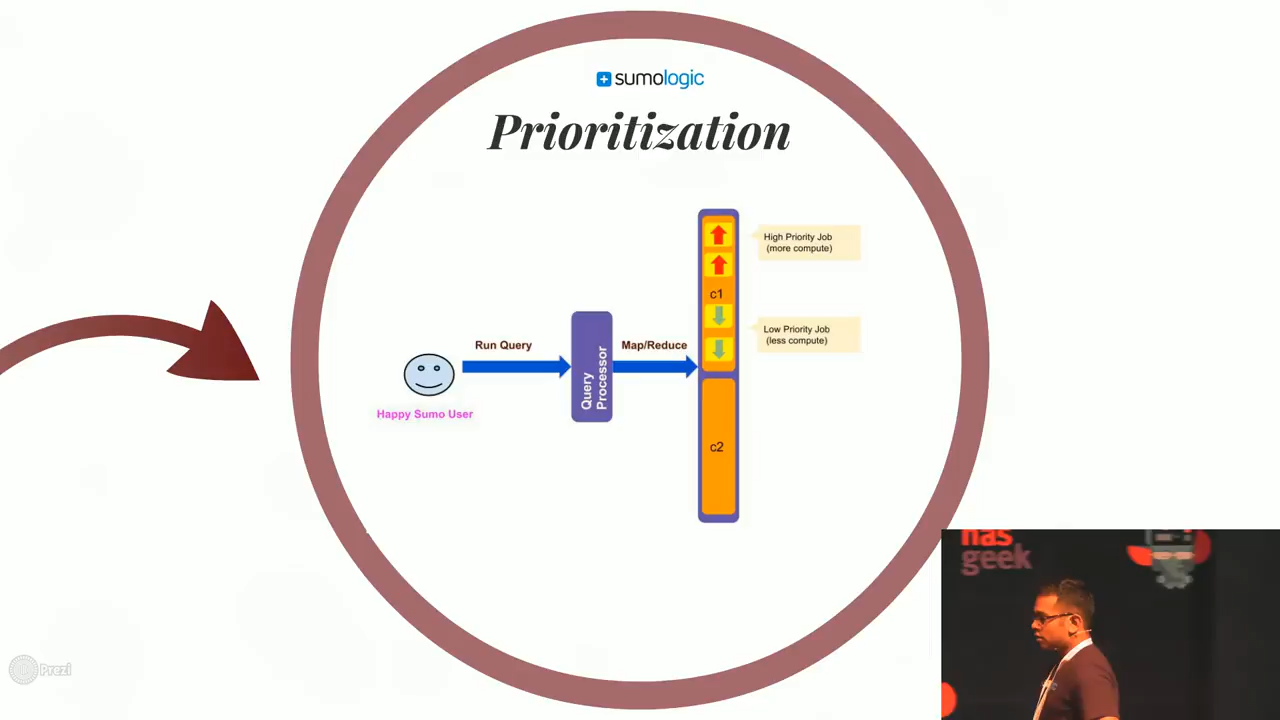 sumologic
Prioritization
High Priority Job
(more compute)
c1
Low Priority Job
(less compute)
Run Query
Map/Reduce
Query
Processor
Happy Sumo User
c2
has
geek
Prezi